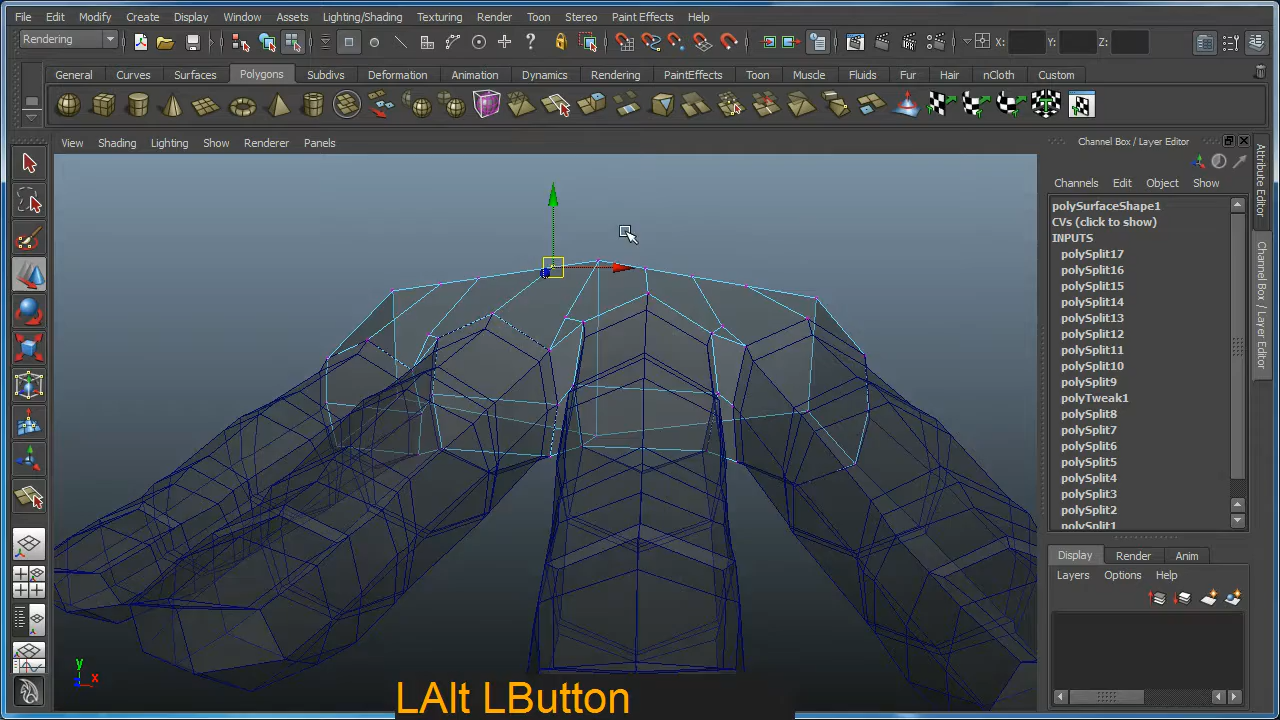 File Edit Modify Create Display Window Assets Lighting/Shading Texturing Render Toon Stereo Paint Effects Help
Rendering X: Y: Z:
General Curves Surfaces Polygons Subdivs Deformation Animation Dynamics Rendering PaintEffects Toon Muscle Fluids Fur Hair nCloth Custom
View Shading Lighting Show Renderer Panels
Channel Box / Layer Editor
Channels Edit Object Show
polySurfaceShape1
CVs (click to show)
INPUTS
polySplit17
polySplit16
polySplit15
polySplit14
polySplit13
polySplit12
polySplit11
polySplit10
polySplit9
polyTweak1
polySplit8
polySplit7
polySplit6
polySplit5
polySplit4
polySplit3
polySplit2
polySplit1
Display Render Anim
Layers Options Help
Attribute Editor
Channel Box / Layer Editor
y
x
LAlt LButton